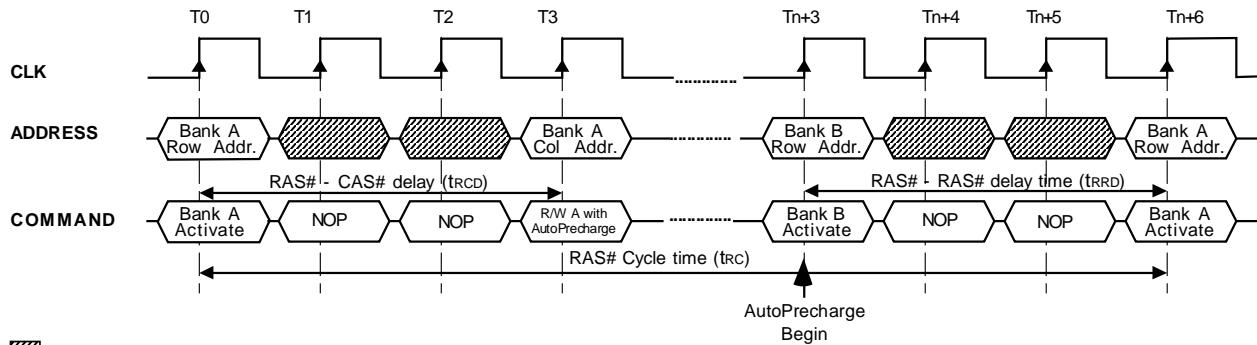 T0 T1 T2 T3 Tn+3 Tn+4 Tn+5 Tn+6
CLK
ADDRESS
Bank A
Row Addr.
Bank A
Col Addr.
Bank B
Row Addr.
Bank A
Row Addr.
RAS# - CAS# delay (tRCD)
RAS# - RAS# delay time (tRRD)
COMMAND
Bank A
Activate
NOP
NOP
R/W A with
AutoPrecharge
Bank B
Activate
NOP
NOP
Bank A
Activate
RAS# Cycle time (tRC)
AutoPrecharge
Begin